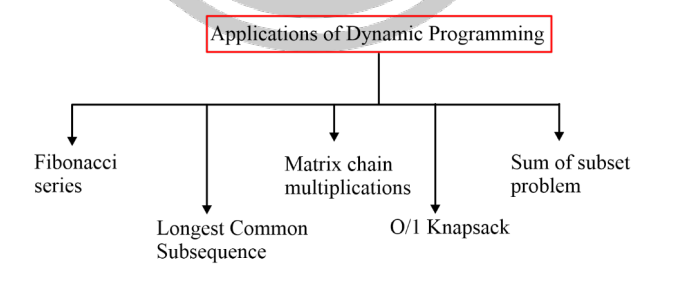 Applications of Dynamic Programming
Fibonacci
series
Longest Common
Subsequence
Matrix chain
multiplications
O/1 Knapsack
Sum of subset
problem